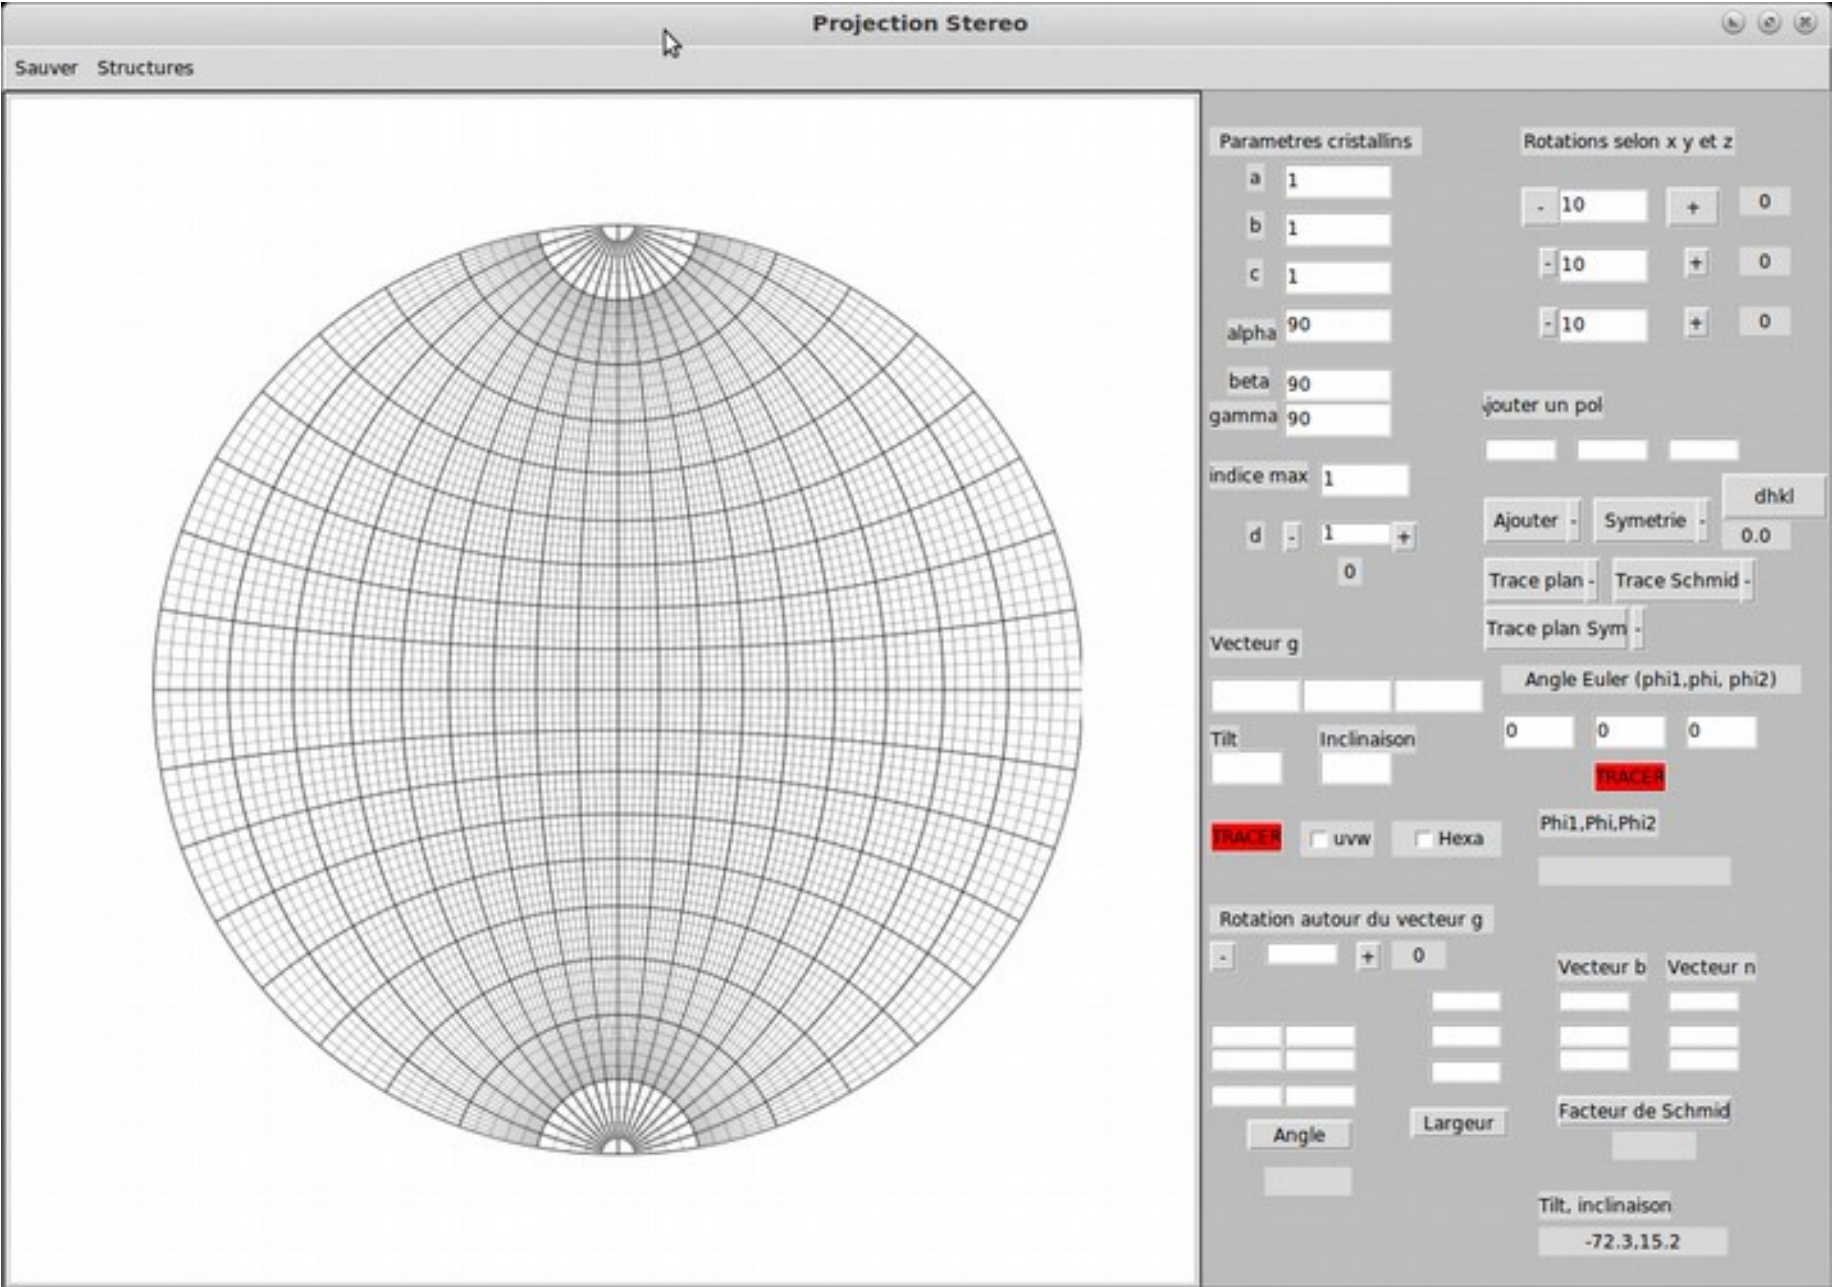 Projection Stereo
Sauver Structures
Parametres cristallins
a 1
b 1
c 1
alpha 90
beta 90
gamma 90
indice max 1
d - 1 +
0
Vecteur g
Tilt Inclinaison
TRACER uvw Hexa
Rotation autour du vecteur g
- + 0
Angle
Largeur
Rotations selon x y et z
- 10 + 0
- 10 + 0
- 10 + 0
jouter un pol
dhkl
Ajouter - Symetrie - 0.0
Trace plan - Trace Schmid -
Trace plan Sym -
Angle Euler (phi1,phi, phi2)
0 0 0
TRACER
Phi1,Phi,Phi2
Vecteur b Vecteur n
Facteur de Schmid
Tilt, inclinaison
-72.3,15.2